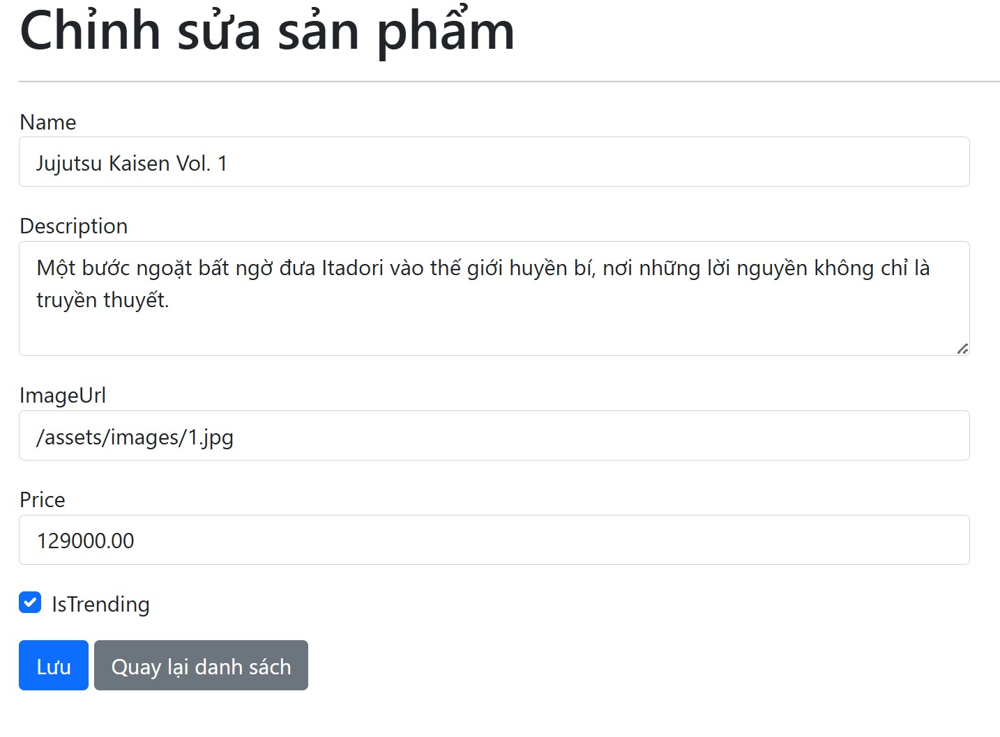 Chỉnh sửa sản phẩm
Name
Jujutsu Kaisen Vol. 1
Description
Một bước ngoặt bất ngờ đưa Itadori vào thế giới huyền bí, nơi những lời nguyền không chỉ là
truyền thuyết.
ImageUrl
/assets/images/1.jpg
Price
129000.00
IsTrending
Lưu
Quay lại danh sách